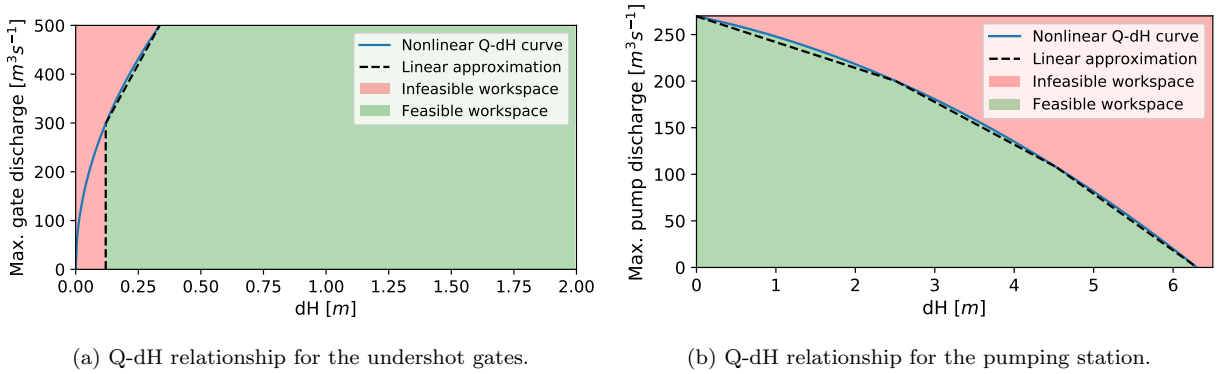 Max. gate discharge [m³s⁻¹]
500
400
300
200
100
0
0.00 0.25 0.50 0.75 1.00 1.25 1.50 1.75 2.00
dH [m]
Nonlinear Q-dH curve
Linear approximation
Infeasible workspace
Feasible workspace
(a) Q-dH relationship for the undershot gates.
Max. pump discharge [m³s⁻¹]
250
200
150
100
50
0
0 1 2 3 4 5 6
dH [m]
Nonlinear Q-dH curve
Linear approximation
Infeasible workspace
Feasible workspace
(b) Q-dH relationship for the pumping station.